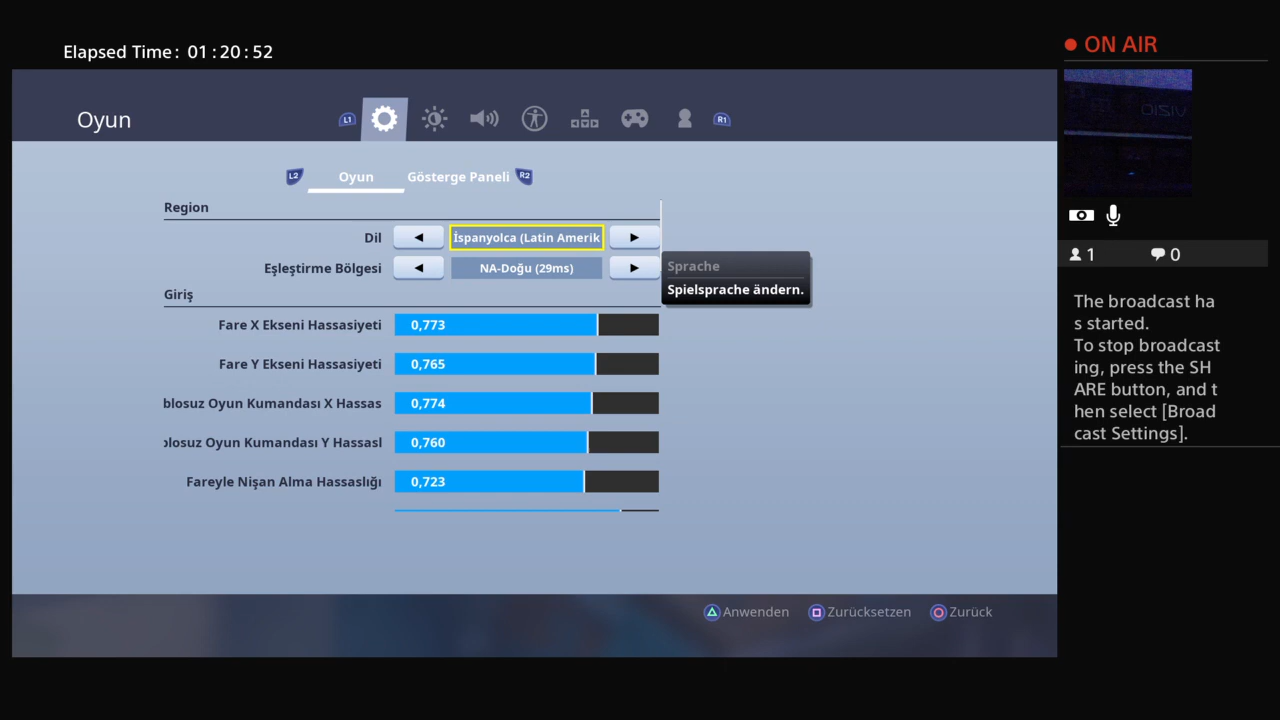 Elapsed Time: 01:20:52
ON AIR
Oyun
L1
R1
L2
Oyun
Gösterge Paneli
R2
Region
Dil
İspanyolca (Latin Amerik
Eşleştirme Bölgesi
NA-Doğu (29ms)
Sprache
Spielsprache ändern.
Giriş
Fare X Ekseni Hassasiyeti
0,773
Fare Y Ekseni Hassasiyeti
0,765
blosuz Oyun Kumandası X Hassas
0,774
olosuz Oyun Kumandası Y Hassasl
0,760
Fareyle Nişan Alma Hassaslığı
0,723
Anwenden
Zurücksetzen
Zurück
1
0
The broadcast ha
s started.
To stop broadcast
ing, press the SH
ARE button, and t
hen select [Broad
cast Settings].